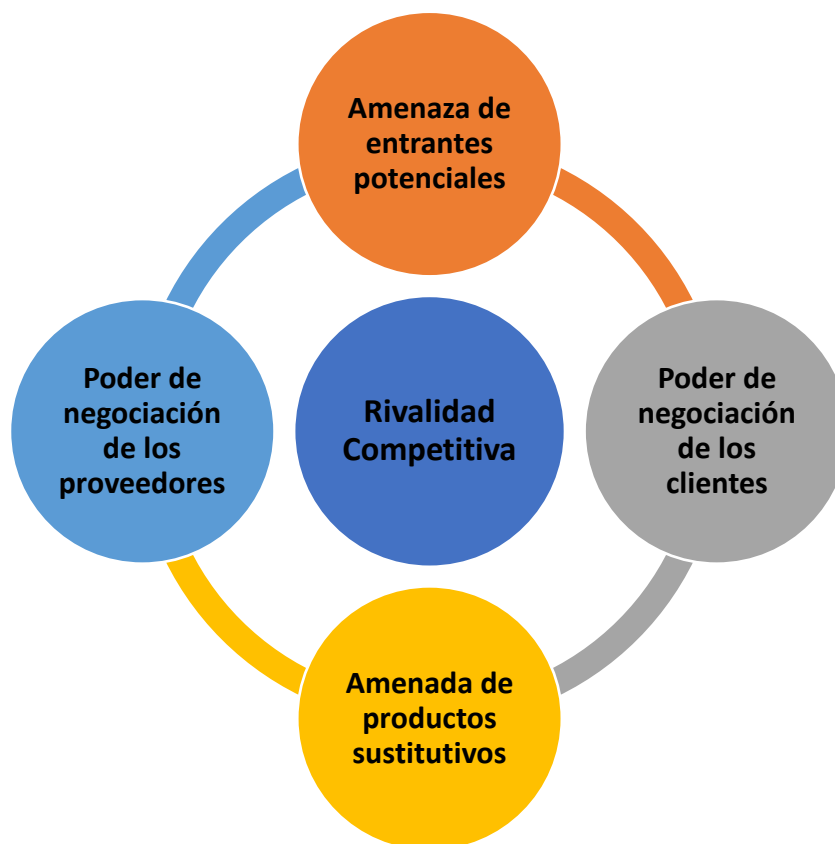 Amenaza de
entrantes
potenciales
Poder de
negociación
de los
proveedores
Rivalidad
Competitiva
Poder de
negociación
de los
clientes
Amenada de
productos
sustitutivos